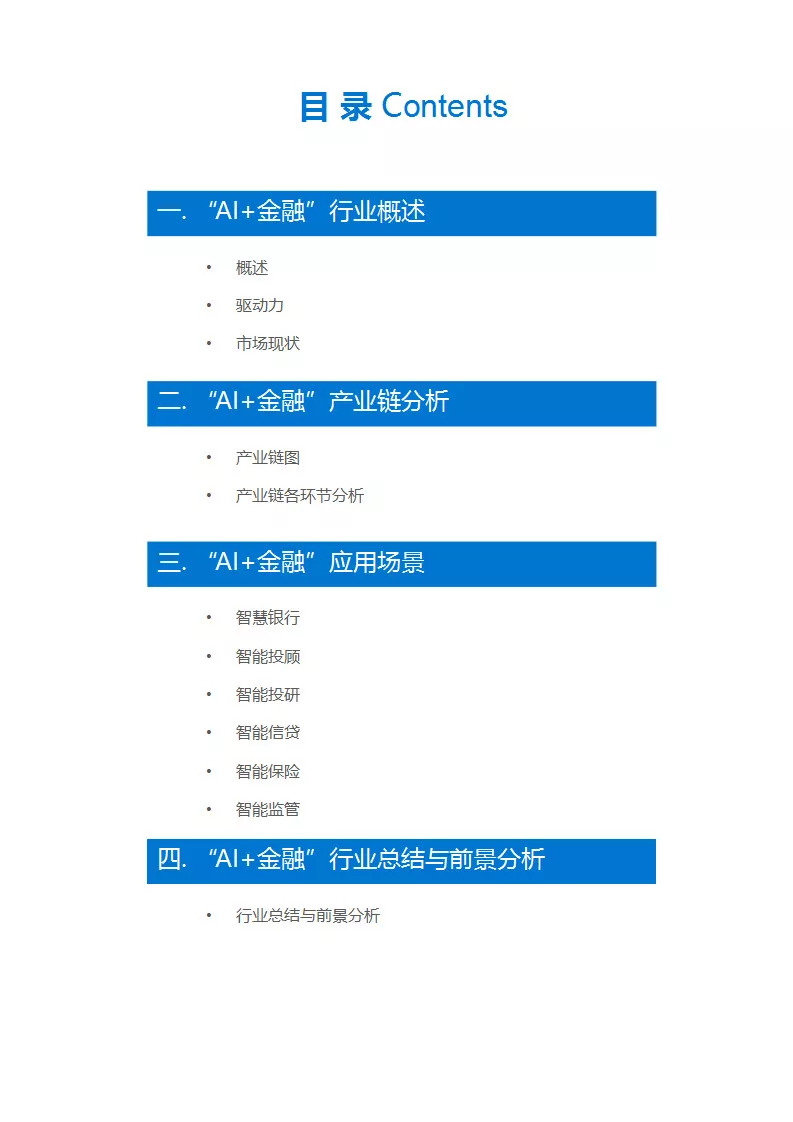 目 录 Contents
一. “AI+金融”行业概述
• 概述
• 驱动力
• 市场现状
二. “AI+金融”产业链分析
• 产业链图
• 产业链各环节分析
三. “AI+金融”应用场景
• 智慧银行
• 智能投顾
• 智能投研
• 智能信贷
• 智能保险
• 智能监管
四. “AI+金融”行业总结与前景分析
• 行业总结与前景分析